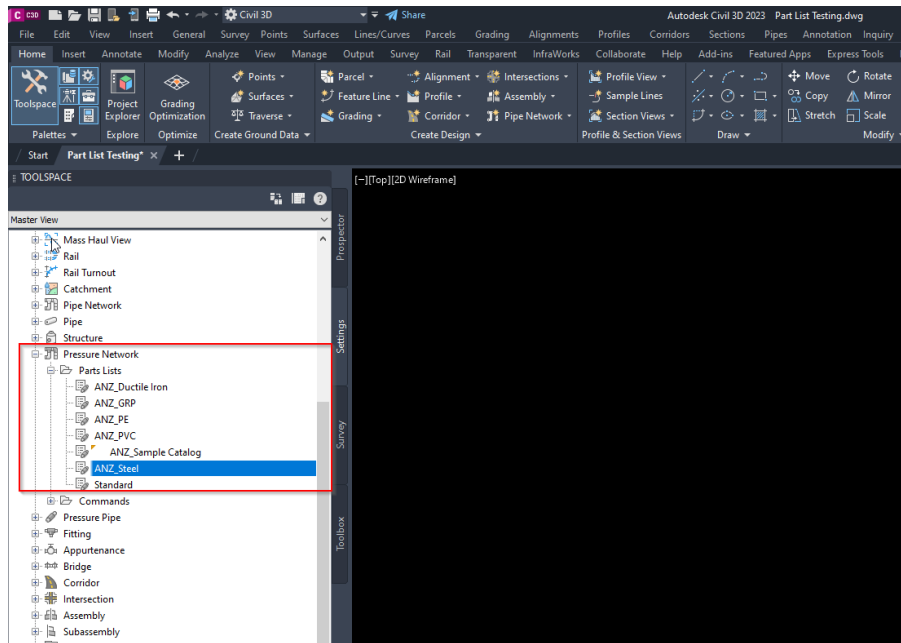 C C3D Civil 3D Share Autodesk Civil 3D 2023 Part List Testing.dwg
File Edit View Insert General Survey Points Surfaces Lines/Curves Parcels Grading Alignments Profiles Corridors Sections Pipes Annotation Inquiry
Home Insert Annotate Modify Analyze View Manage Output Survey Rail Transparent InfraWorks Collaborate Help Add-ins Featured Apps Express Tools
Points Parcel Alignment Intersections Profile View Move Rotate
Toolspace Project Explorer Grading Optimization Surfaces Feature Line Profile Assembly Sample Lines Copy Mirror
Traverse Grading Corridor Pipe Network Section Views Stretch Scale
Palettes Explore Optimize Create Ground Data Create Design Profile & Section Views Draw Modify
Start Part List Testing* × +
TOOLSPACE
[–][Top][2D Wireframe]
Master View
Mass Haul View
Rail
Rail Turnout
Catchment
Pipe Network
Pipe
Structure
Pressure Network
Parts Lists
ANZ_Ductile Iron
ANZ_GRP
ANZ_PE
ANZ_PVC
ANZ_Sample Catalog
ANZ_Steel
Standard
Commands
Pressure Pipe
Fitting
Appurtenance
Bridge
Corridor
Intersection
Assembly
Subassembly
Prospector
Settings
Survey
Toolbox